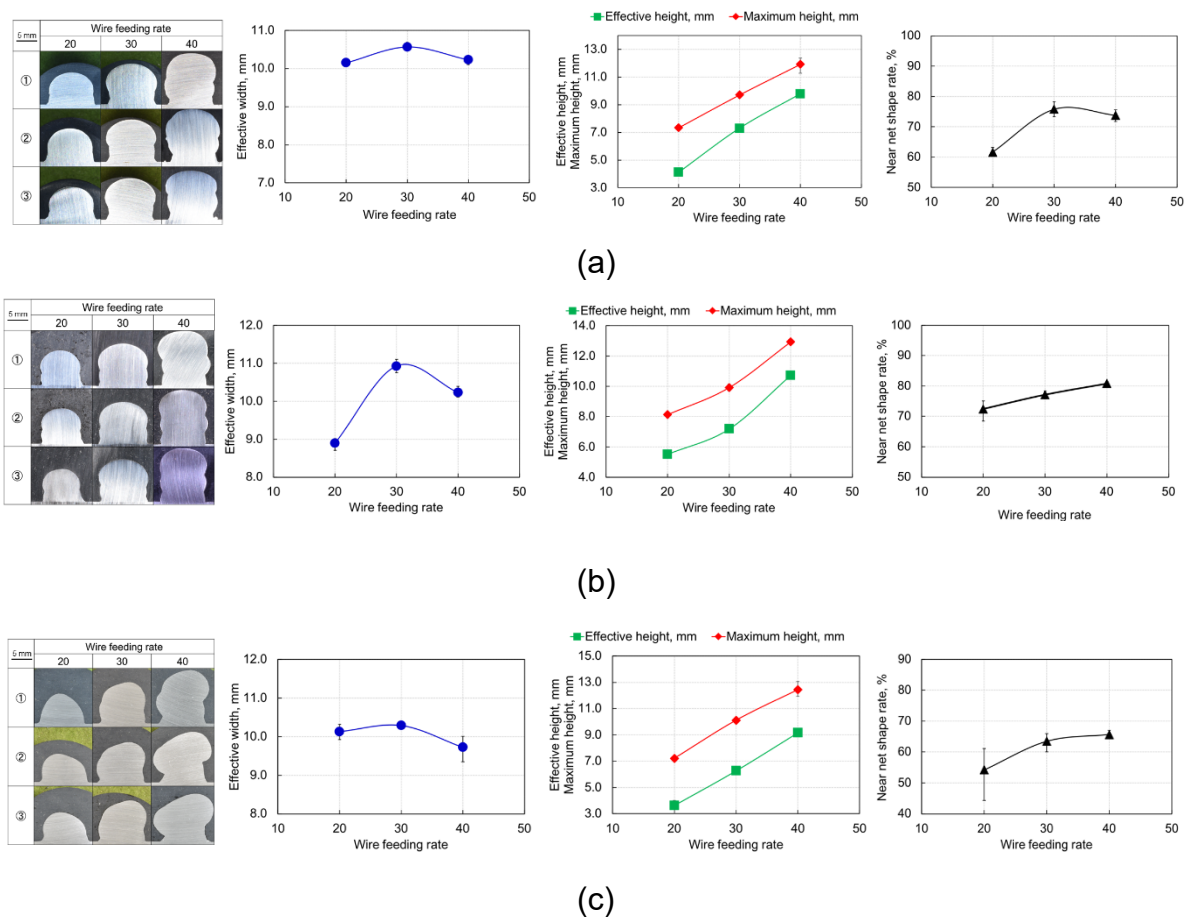 Wire feeding rate
5 mm
20 30 40
①
②
③
Effective width, mm
11.0
10.0
9.0
8.0
7.0
10 20 30 40 50
Wire feeding rate
Effective height, mm Maximum height, mm
Effective height, mm
Maximum height, mm
13.0
11.0
9.0
7.0
5.0
3.0
10 20 30 40 50
Wire feeding rate
Near net shape rate, %
100
90
80
70
60
50
10 20 30 40 50
Wire feeding rate
(a)
Wire feeding rate
5 mm
20 30 40
①
②
③
Effective width, mm
12.0
11.0
10.0
9.0
8.0
10 20 30 40 50
Wire feeding rate
Effective height, mm Maximum height, mm
Effective height, mm
Maximum height, mm
14.0
12.0
10.0
8.0
6.0
4.0
10 20 30 40 50
Wire feeding rate
Near net shape rate, %
100
90
80
70
60
50
10 20 30 40 50
Wire feeding rate
(b)
Wire feeding rate
5 mm
20 30 40
①
②
③
Effective width, mm
12.0
11.0
10.0
9.0
8.0
10 20 30 40 50
Wire feeding rate
Effective height, mm Maximum height, mm
Effective height, mm
Maximum height, mm
15.0
13.0
11.0
9.0
7.0
5.0
3.0
10 20 30 40 50
Wire feeding rate
Near net shape rate, %
90
80
70
60
50
40
10 20 30 40 50
Wire feeding rate
(c)